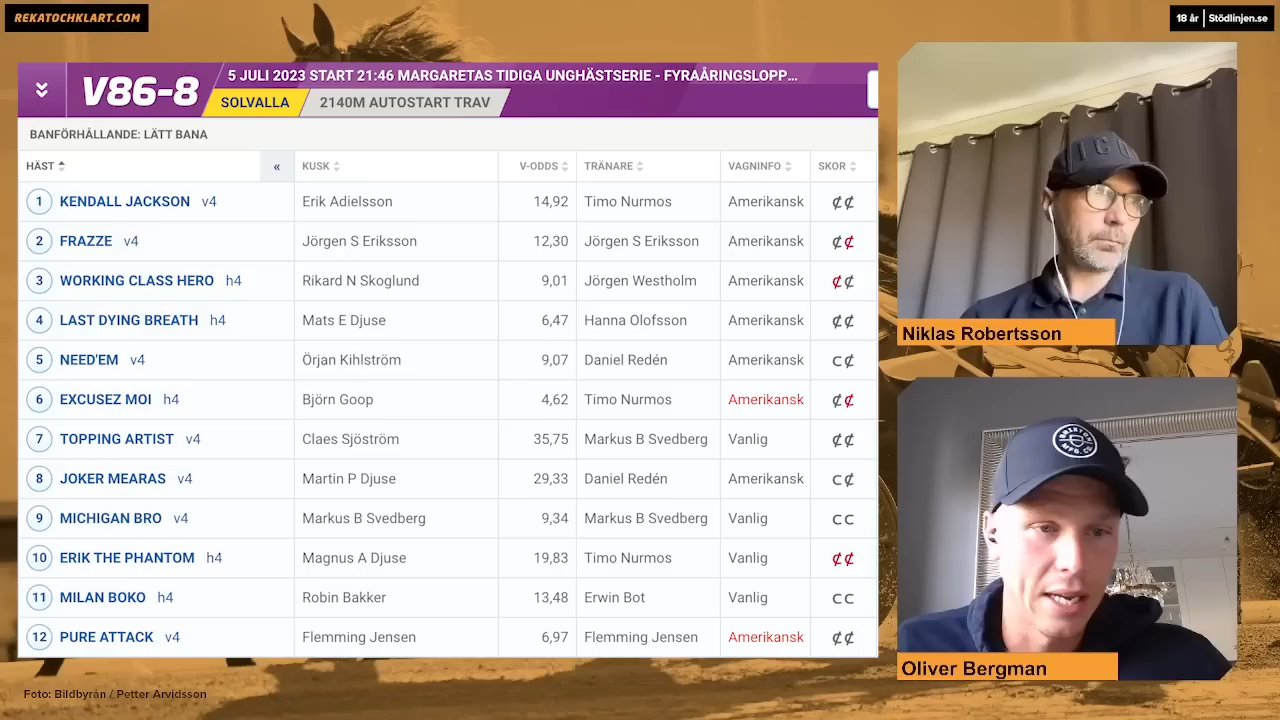 REKATOCHKLART.COM
18 år | Stödlinjen.se
V86-8
5 JULI 2023 START 21:46 MARGARETAS TIDIGA UNGHÄSTSERIE - FYRAÅRINGSLOPP...
SOLVALLA
2140M AUTOSTART TRAV
BANFÖRHÅLLANDE: LÄTT BANA
HÄST « KUSK V-ODDS TRÄNARE VAGNINFO SKOR
1 KENDALL JACKSON v4 Erik Adielsson 14,92 Timo Nurmos Amerikansk ₵₵
2 FRAZZE v4 Jörgen S Eriksson 12,30 Jörgen S Eriksson Amerikansk ₵₵
3 WORKING CLASS HERO h4 Rikard N Skoglund 9,01 Jörgen Westholm Amerikansk ₵₵
4 LAST DYING BREATH h4 Mats E Djuse 6,47 Hanna Olofsson Amerikansk ₵₵
5 NEED'EM v4 Örjan Kihlström 9,07 Daniel Redén Amerikansk C₵
6 EXCUSEZ MOI h4 Björn Goop 4,62 Timo Nurmos Amerikansk ₵₵
7 TOPPING ARTIST v4 Claes Sjöström 35,75 Markus B Svedberg Vanlig ₵₵
8 JOKER MEARAS v4 Martin P Djuse 29,33 Daniel Redén Amerikansk C₵
9 MICHIGAN BRO v4 Markus B Svedberg 9,34 Markus B Svedberg Vanlig CC
10 ERIK THE PHANTOM h4 Magnus A Djuse 19,83 Timo Nurmos Vanlig ₵₵
11 MILAN BOKO h4 Robin Bakker 13,48 Erwin Bot Vanlig CC
12 PURE ATTACK v4 Flemming Jensen 6,97 Flemming Jensen Amerikansk ₵₵
Niklas Robertsson
BRIXTON
MFG. CO
Oliver Bergman
Foto: Bildbyrån / Petter Arvidsson